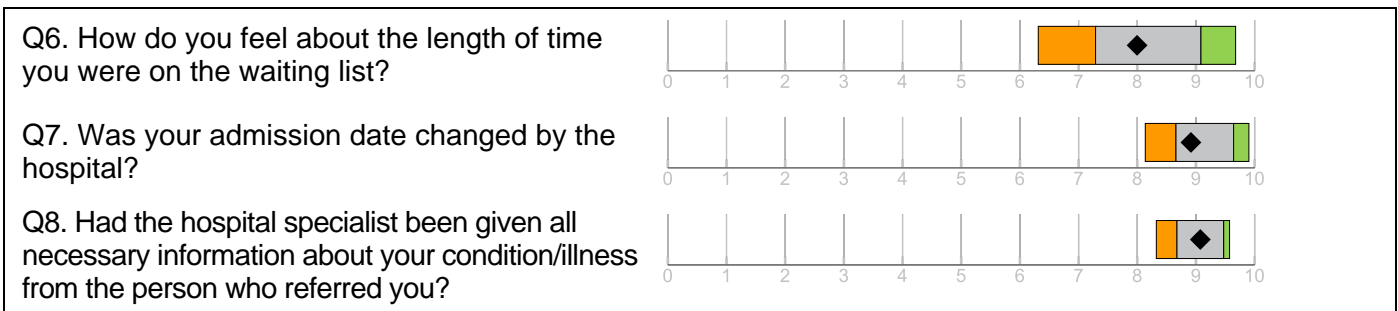 Q6. How do you feel about the length of time
you were on the waiting list?
0 1 2 3 4 5 6 7 8 9 10
Q7. Was your admission date changed by the
hospital?
0 1 2 3 4 5 6 7 8 9 10
Q8. Had the hospital specialist been given all
necessary information about your condition/illness
from the person who referred you?
0 1 2 3 4 5 6 7 8 9 10